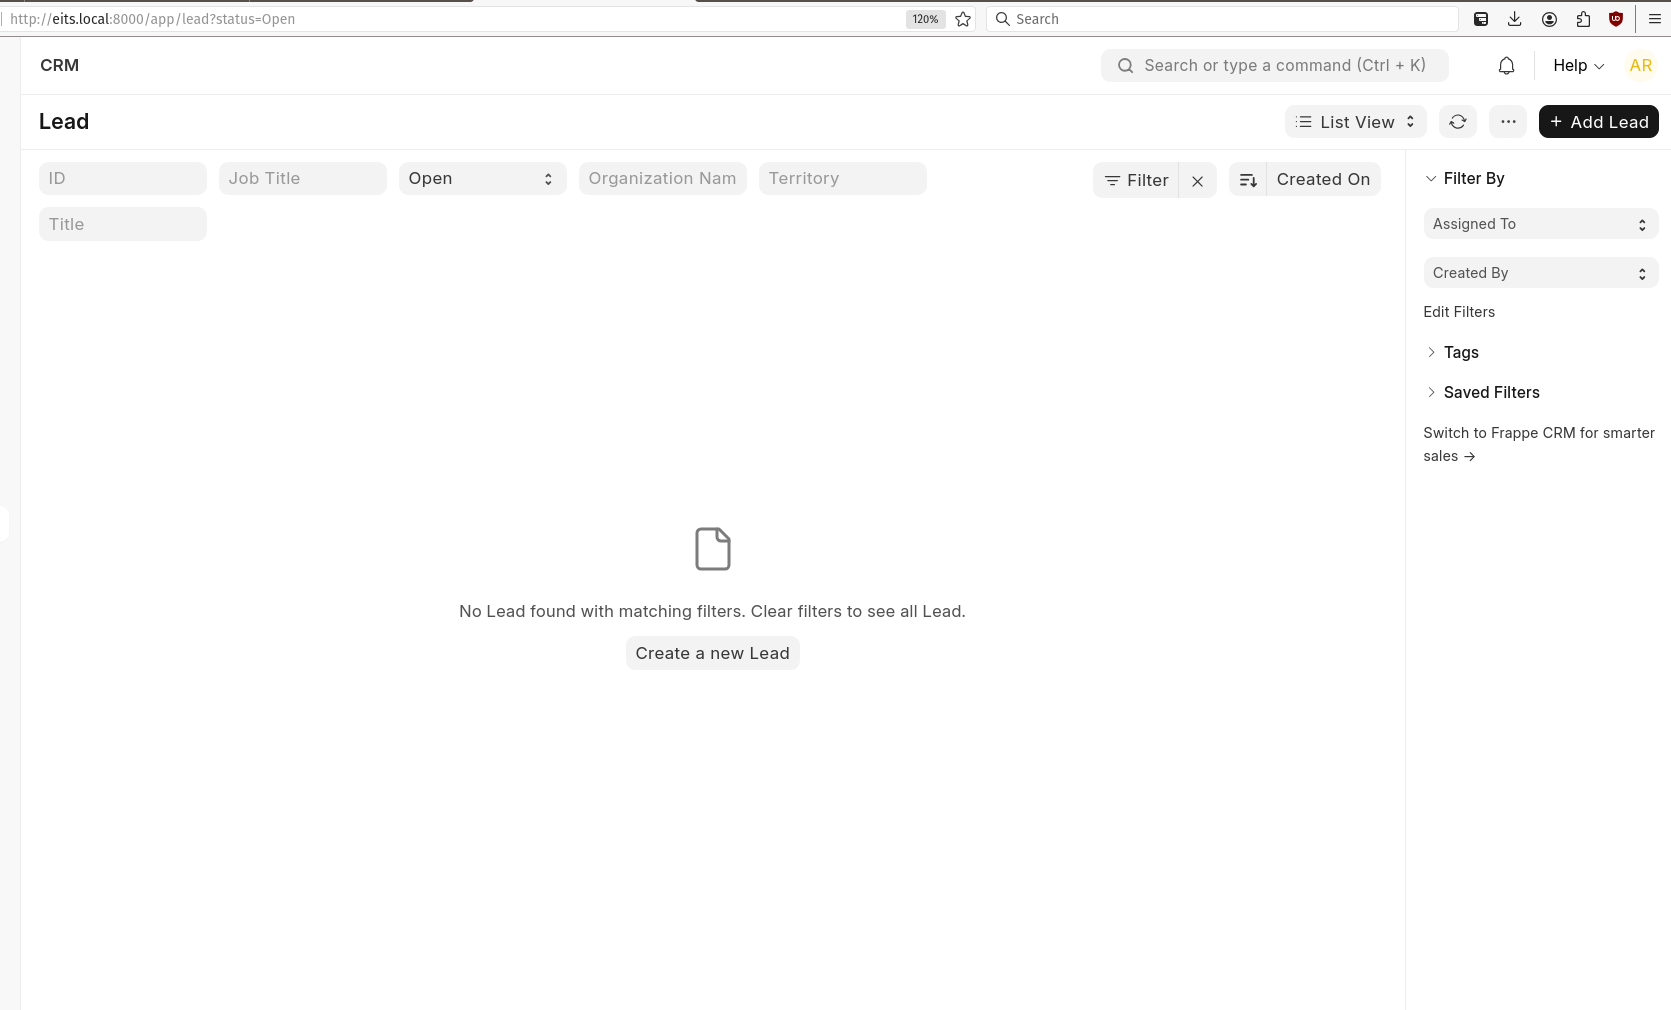 http://eits.local:8000/app/lead?status=Open
120%
Search
CRM
Search or type a command (Ctrl + K)
Help
AR
Lead
List View
+ Add Lead
ID
Job Title
Open
Organization Nam
Territory
Filter
Created On
Title
Filter By
Assigned To
Created By
Edit Filters
Tags
Saved Filters
Switch to Frappe CRM for smarter
sales →
No Lead found with matching filters. Clear filters to see all Lead.
Create a new Lead